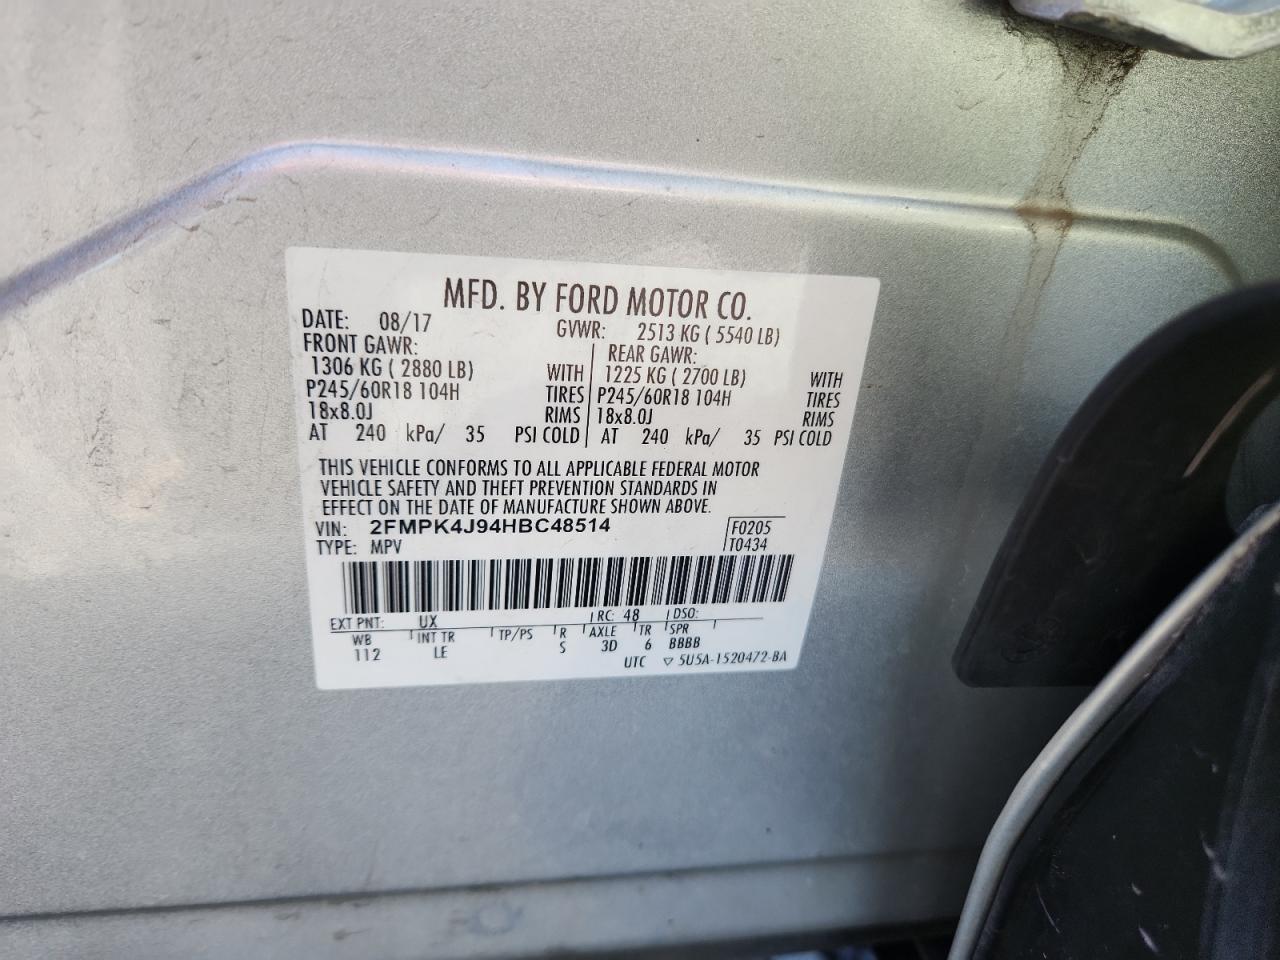 MFD. BY FORD MOTOR CO.
DATE: 08/17 GVWR: 2513 KG ( 5540 LB)
FRONT GAWR: REAR GAWR:
1306 KG ( 2880 LB) WITH 1225 KG ( 2700 LB) WITH
P245/60R18 104H TIRES P245/60R18 104H TIRES
18x8.0J RIMS 18x8.0J RIMS
AT 240 kPa/ 35 PSI COLD AT 240 kPa/ 35 PSI COLD
THIS VEHICLE CONFORMS TO ALL APPLICABLE FEDERAL MOTOR
VEHICLE SAFETY AND THEFT PREVENTION STANDARDS IN
EFFECT ON THE DATE OF MANUFACTURE SHOWN ABOVE.
VIN: 2FMPK4J94HBC48514 F0205
TYPE: MPV T0434
EXT PNT: UX RC: 48 DSO:
WB INT TR TP/PS R AXLE TR SPR
112 LE S 3D 6 BBBB
UTC ▽ 5U5A-1520472-BA